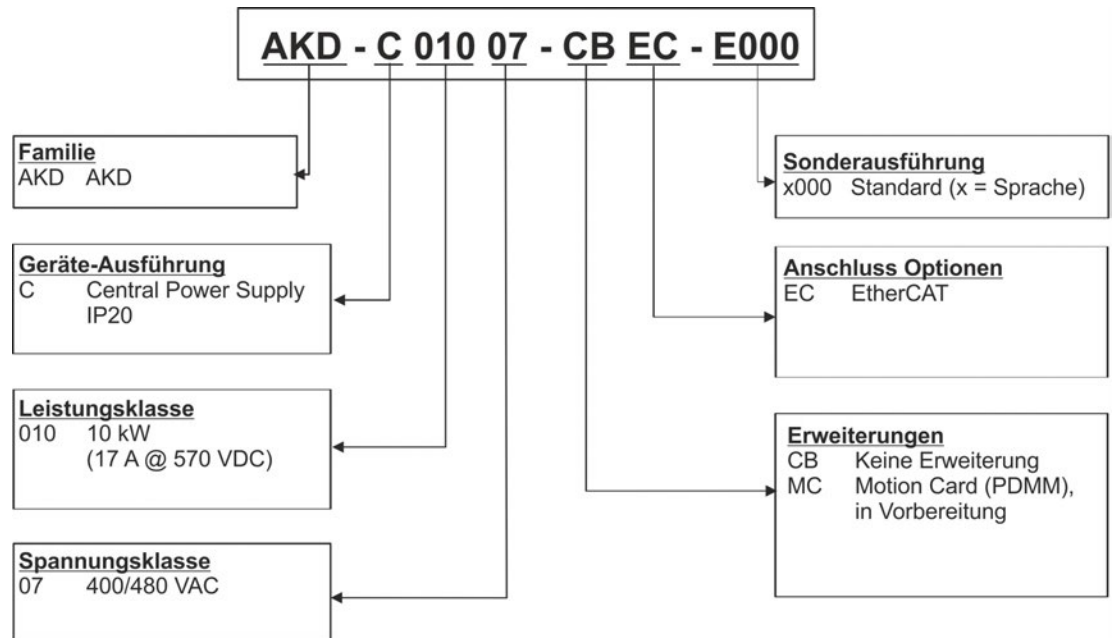 AKD - C 010 07 - CB EC - E000
Familie
AKD AKD
Geräte-Ausführung
C Central Power Supply
IP20
Leistungsklasse
010 10 kW
(17 A @ 570 VDC)
Spannungsklasse
07 400/480 VAC
Sonderausführung
x000 Standard (x = Sprache)
Anschluss Optionen
EC EtherCAT
Erweiterungen
CB Keine Erweiterung
MC Motion Card (PDMM),
in Vorbereitung